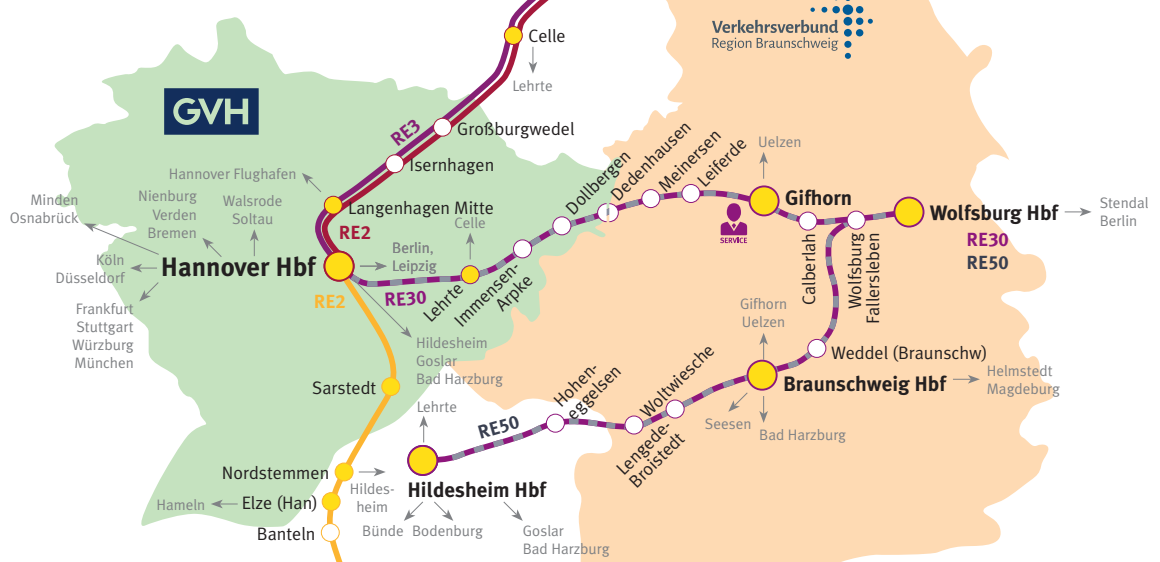 Verkehrsverbund
Region Braunschweig
GVH
Celle
Lehrte
RE3
Großburgwedel
Isernhagen
Hannover Flughafen
Langenhagen Mitte
RE2
Minden
Osnabrück
Nienburg
Verden
Bremen
Walsrode
Soltau
Köln
Düsseldorf
Hannover Hbf
Frankfurt
Stuttgart
Würzburg
München
Berlin,
Leipzig
Celle
RE2
RE30
Lehrte
Immensen-
Arpke
Dollbergen
Dedenhausen
Meinersen
Leiferde
Uelzen
Gifhorn
SERVICE
Calberlah
Wolfsburg
Fallersleben
Wolfsburg Hbf
RE30
RE50
Stendal
Berlin
Hildesheim
Goslar
Bad Harzburg
Gifhorn
Uelzen
Weddel (Braunschw)
Braunschweig Hbf
Helmstedt
Magdeburg
Seesen
Bad Harzburg
Sarstedt
Lehrte
RE50
Hohen-
eggelsen
Woltwiesche
Lengede-
Broistedt
Nordstemmen
Hildes-
heim
Hildesheim Hbf
Hameln
Elze (Han)
Banteln
Bünde
Bodenburg
Goslar
Bad Harzburg